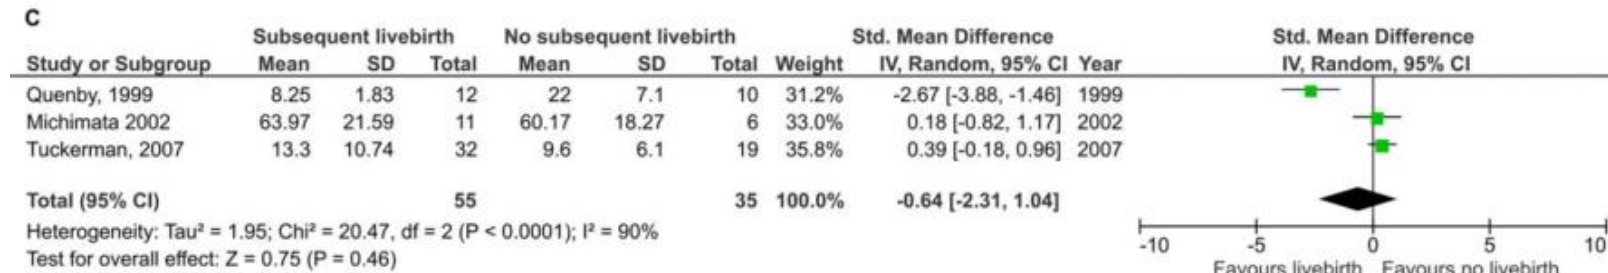 C
Subsequent livebirth No subsequent livebirth Std. Mean Difference Std. Mean Difference
Study or Subgroup Mean SD Total Mean SD Total Weight IV, Random, 95% CI Year IV, Random, 95% CI
Quenby, 1999 8.25 1.83 12 22 7.1 10 31.2% -2.67 [-3.88, -1.46] 1999
Michimata 2002 63.97 21.59 11 60.17 18.27 6 33.0% 0.18 [-0.82, 1.17] 2002
Tuckerman, 2007 13.3 10.74 32 9.6 6.1 19 35.8% 0.39 [-0.18, 0.96] 2007
Total (95% CI) 55 35 100.0% -0.64 [-2.31, 1.04]
Heterogeneity: Tau² = 1.95; Chi² = 20.47, df = 2 (P < 0.0001); I² = 90%
Test for overall effect: Z = 0.75 (P = 0.46)
-10 -5 0 5 10
Favours livebirth Favours no livebirth